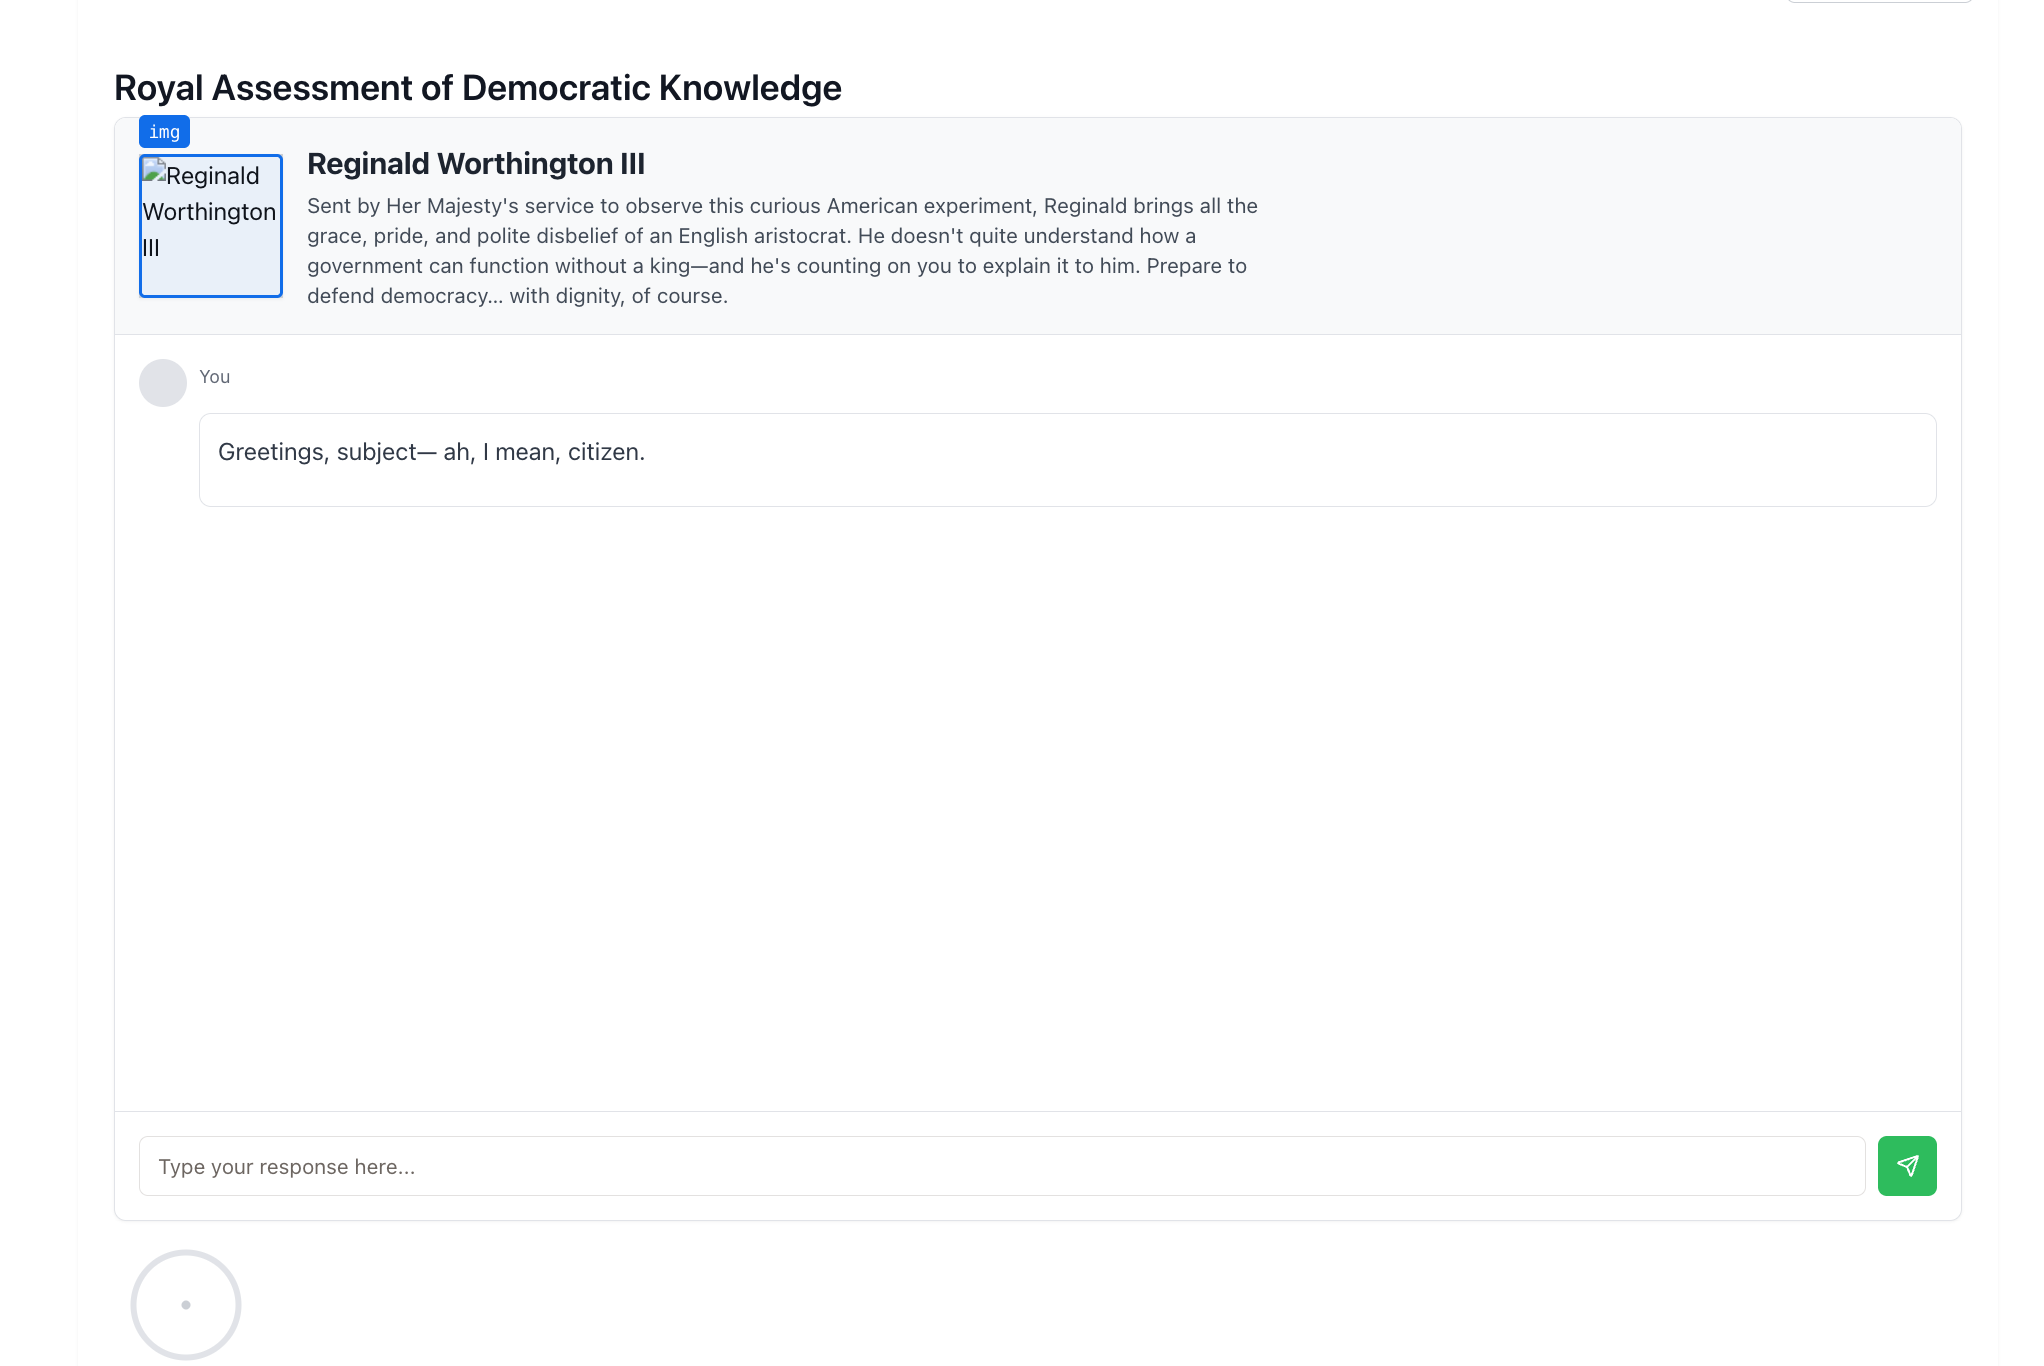 Royal Assessment of Democratic Knowledge
img
Reginald
Worthington
III
Reginald Worthington III
Sent by Her Majesty's service to observe this curious American experiment, Reginald brings all the
grace, pride, and polite disbelief of an English aristocrat. He doesn't quite understand how a
government can function without a king—and he's counting on you to explain it to him. Prepare to
defend democracy... with dignity, of course.
You
Greetings, subject— ah, I mean, citizen.
Type your response here...